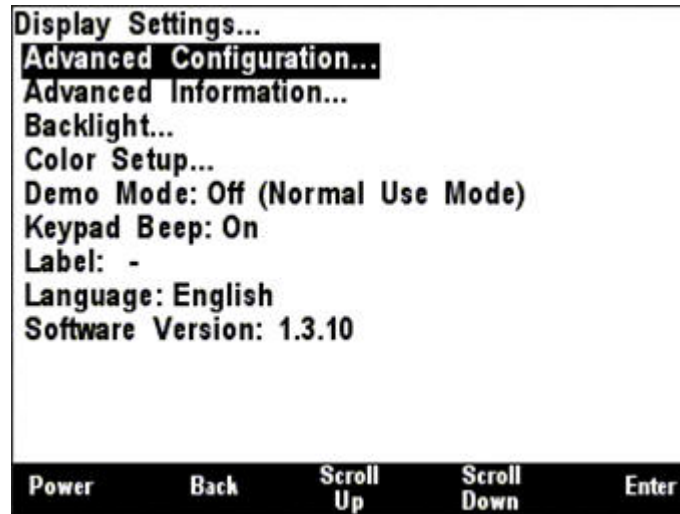 Display Settings...
Advanced Configuration...
Advanced Information...
Backlight...
Color Setup...
Demo Mode: Off (Normal Use Mode)
Keypad Beep: On
Label: -
Language: English
Software Version: 1.3.10
Power Back Scroll Up Scroll Down Enter